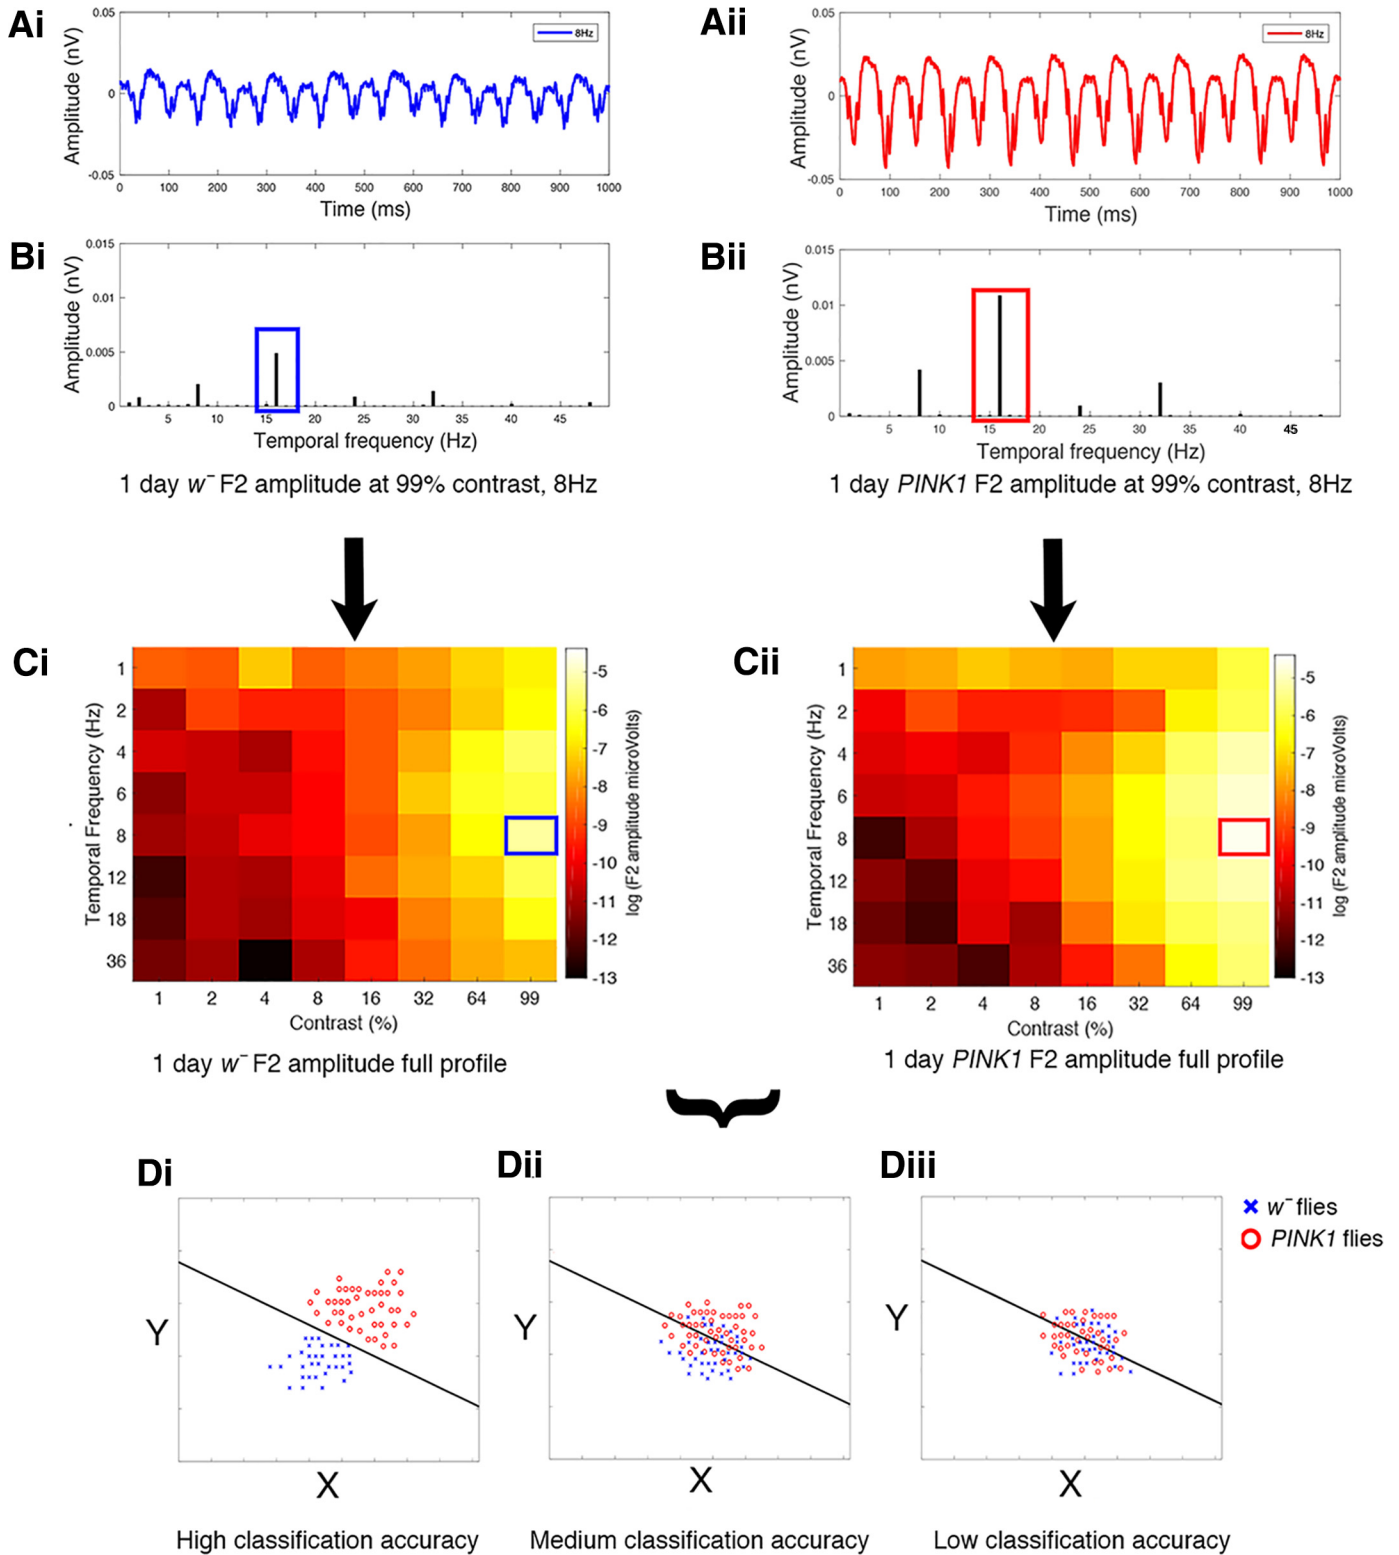 Ai
Amplitude (nV)
0.05
0
-0.05
8Hz
0 100 200 300 400 500 600 700 800 900 1000
Time (ms)
Aii
Amplitude (nV)
0.05
0
-0.05
8Hz
0 100 200 300 400 500 600 700 800 900 1000
Time (ms)
Bi
Amplitude (nV)
0.015
0.01
0.005
0
5 10 15 20 25 30 35 40 45
Temporal frequency (Hz)
1 day w⁻ F2 amplitude at 99% contrast, 8Hz
Bii
Amplitude (nV)
0.015
0.01
0.005
0
5 10 15 20 25 30 35 40 45
Temporal frequency (Hz)
1 day PINK1 F2 amplitude at 99% contrast, 8Hz
Ci
Temporal Frequency (Hz)
1
2
4
6
8
12
18
36
1 2 4 8 16 32 64 99
Contrast (%)
-5
-6
-7
-8
-9
-10
-11
-12
-13
log (F2 amplitude microVolts)
1 day w⁻ F2 amplitude full profile
Cii
Temporal Frequency (Hz)
1
2
4
6
8
12
18
36
1 2 4 8 16 32 64 99
Contrast (%)
-5
-6
-7
-8
-9
-10
-11
-12
-13
log (F2 amplitude microVolts)
1 day PINK1 F2 amplitude full profile
Di
Y
X
High classification accuracy
Dii
Y
X
Medium classification accuracy
Diii
Y
X
Low classification accuracy
w⁻ flies
PINK1 flies